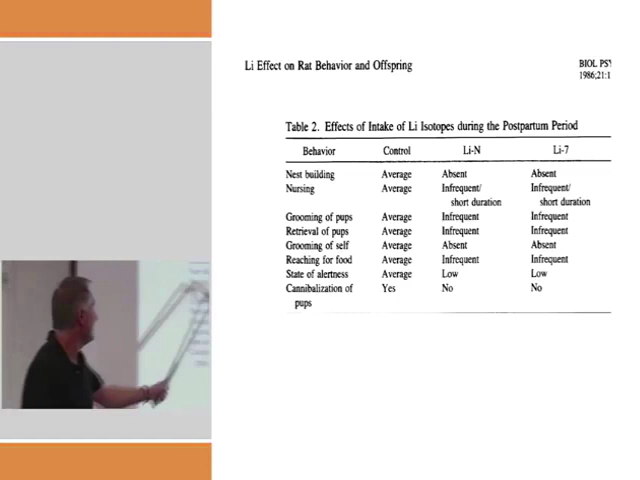 Li Effect on Rat Behavior and Offspring
BIOL PSY
1986;21:1
Table 2. Effects of Intake of Li Isotopes during the Postpartum Period
Behavior Control Li-N Li-7
Nest building Average Absent Absent
Nursing Average Infrequent/ Infrequent/
short duration short duration
Grooming of pups Average Infrequent Infrequent
Retrieval of pups Average Infrequent Infrequent
Grooming of self Average Absent Absent
Reaching for food Average Infrequent Infrequent
State of alertness Average Low Low
Cannibalization of Yes No No
pups